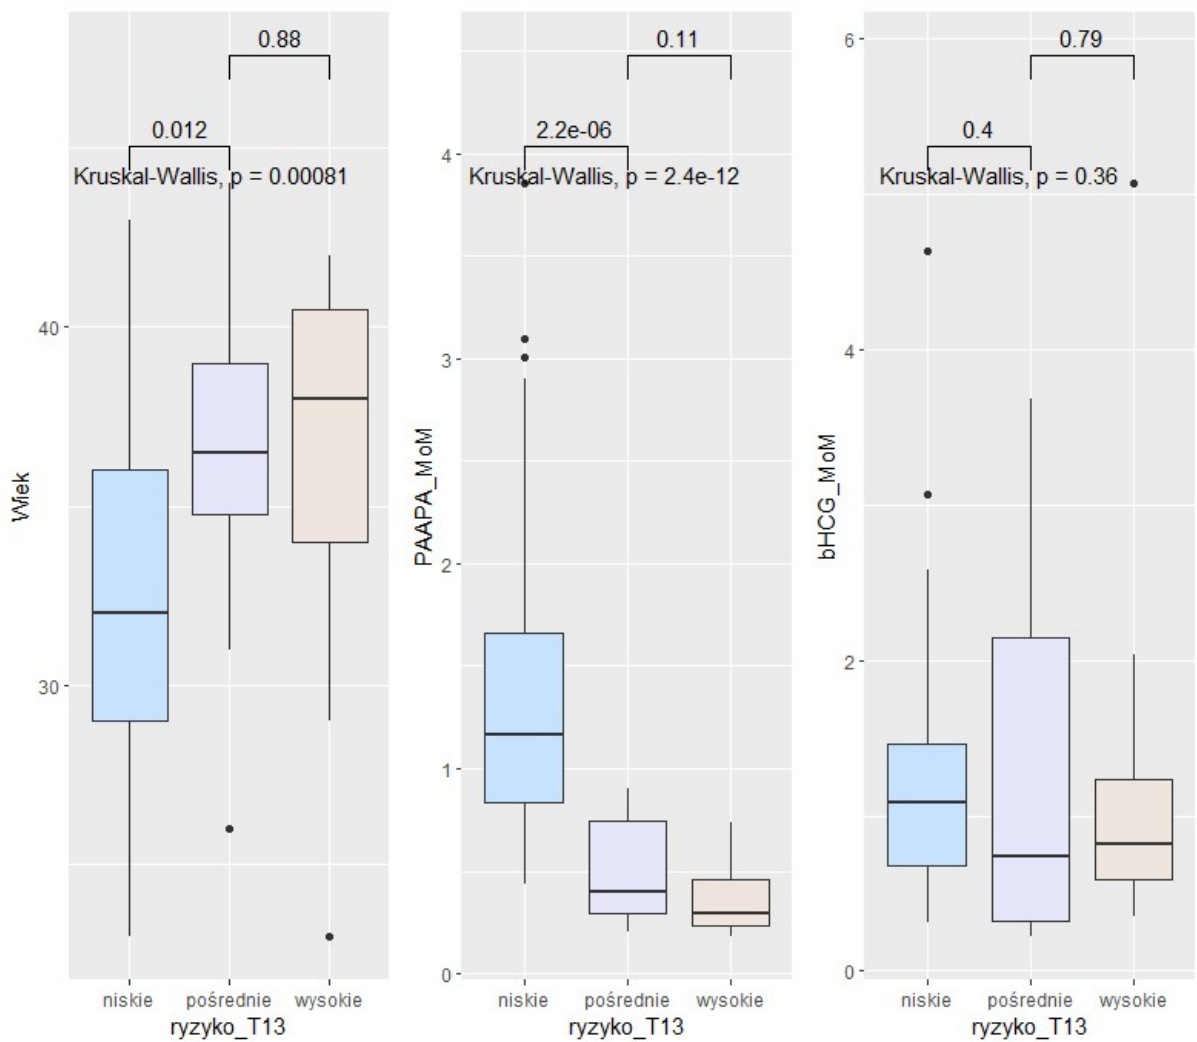 0.88
0.012
Kruskal-Wallis, p = 0.00081
40
30
Wiek
niskie pośrednie wysokie
ryzyko_T13
0.11
2.2e-06
Kruskal-Wallis, p = 2.4e-12
4
3
2
1
0
PAAPA_MoM
niskie pośrednie wysokie
ryzyko_T13
6
0.79
0.4
Kruskal-Wallis, p = 0.36
4
2
0
bHCG_MoM
niskie pośrednie wysokie
ryzyko_T13